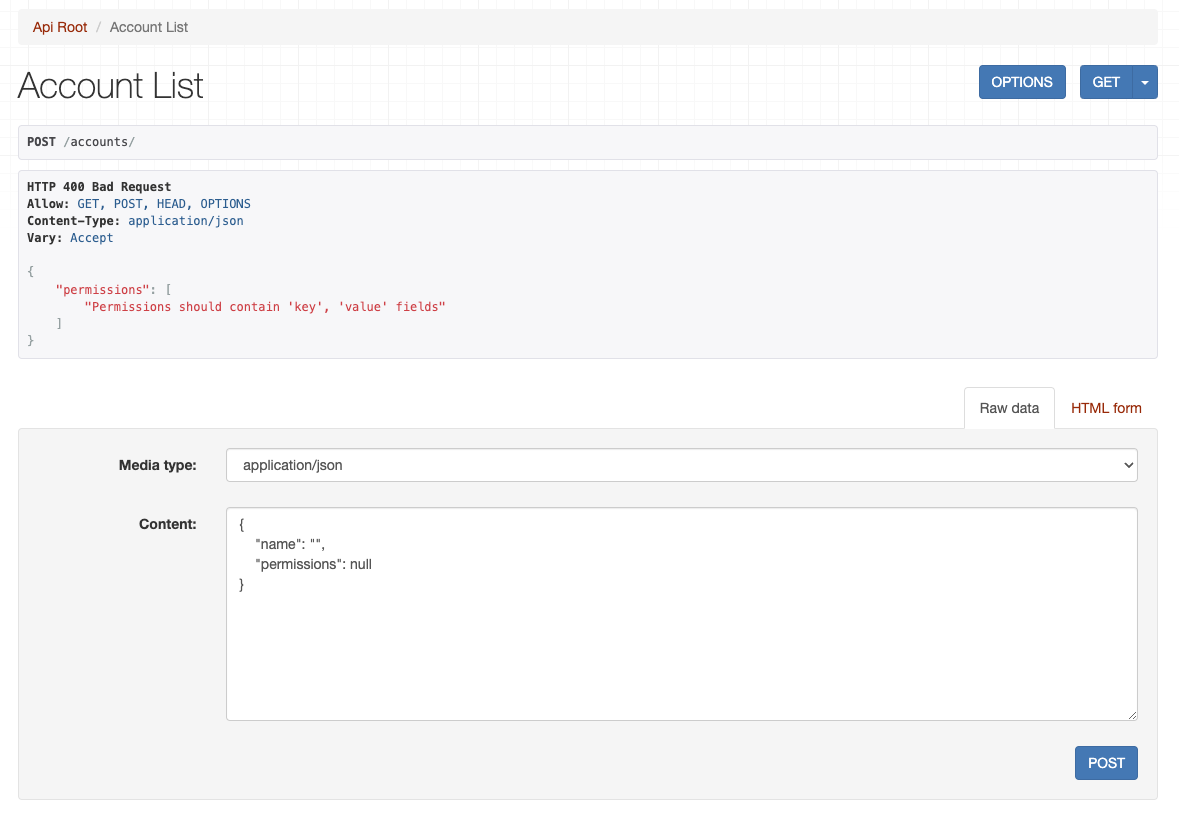 Api Root / Account List
Account List
OPTIONS
GET
POST /accounts/
HTTP 400 Bad Request
Allow: GET, POST, HEAD, OPTIONS
Content-Type: application/json
Vary: Accept
{
"permissions": [
"Permissions should contain 'key', 'value' fields"
]
}
Raw data
HTML form
Media type:
application/json
Content:
{
"name": "",
"permissions": null
}
POST